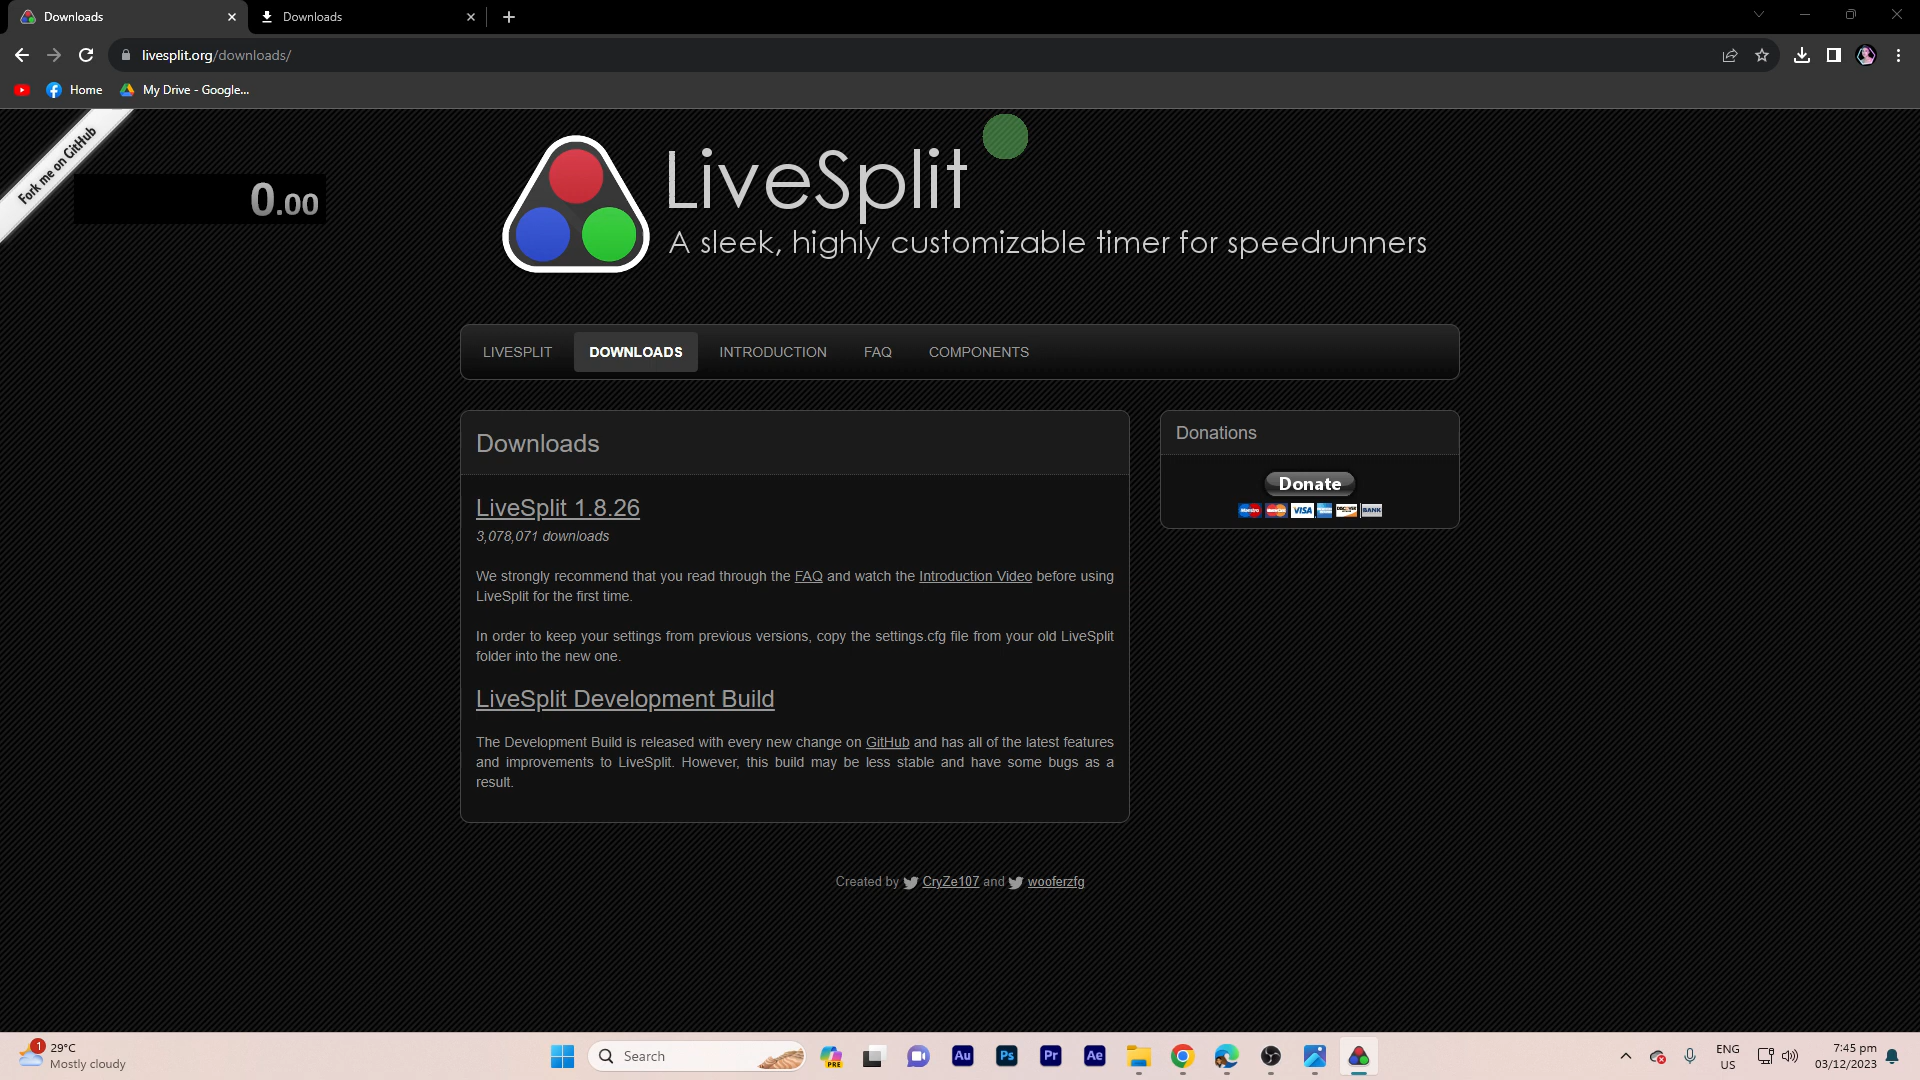 Downloads
Downloads
livesplit.org/downloads/
Home
My Drive - Google...
Fork me on GitHub
0.00
LiveSplit
A sleek, highly customizable timer for speedrunners
LIVESPLIT
DOWNLOADS
INTRODUCTION
FAQ
COMPONENTS
Downloads
LiveSplit 1.8.26
3,078,071 downloads
We strongly recommend that you read through the FAQ and watch the Introduction Video before using
LiveSplit for the first time.
In order to keep your settings from previous versions, copy the settings.cfg file from your old LiveSplit
folder into the new one.
LiveSplit Development Build
The Development Build is released with every new change on GitHub and has all of the latest features
and improvements to LiveSplit. However, this build may be less stable and have some bugs as a
result.
Donations
Donate
VISA
BANK
Created by CryZe107 and wooferzfg
1
29°C
Mostly cloudy
Search
PRE
Au
Ps
Pr
Ae
ENG
US
7:45 pm
03/12/2023